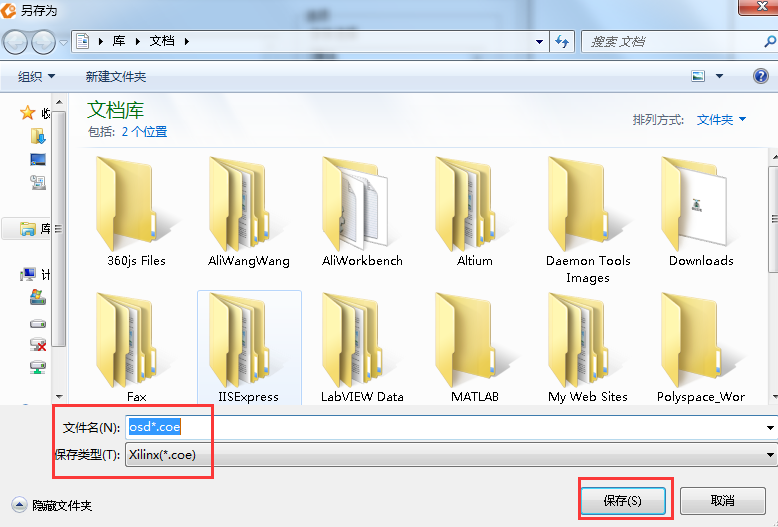 另存为
库 文档
搜索 文档
组织 新建文件夹
文档库
包括: 2 个位置
排列方式: 文件夹
收
库
计
360js Files AliWangWang AliWorkbench Altium Daemon Tools Images Downloads
Fax IISExpress LabVIEW Data MATLAB My Web Sites Polyspace_Wor
文件名(N): osd*.coe
保存类型(T): Xilinx(*.coe)
隐藏文件夹 保存(S) 取消